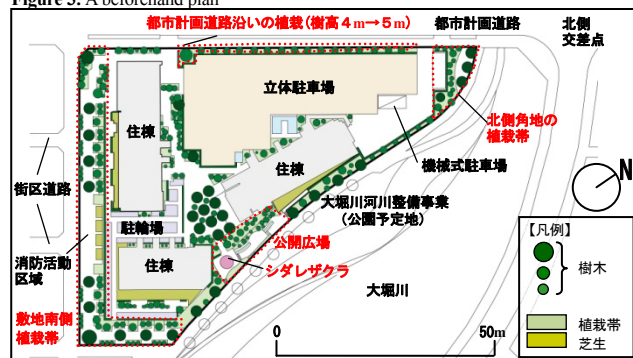 Figure 3. A beforehand plan
都市計画道路沿いの植栽(樹高4m→5m)
都市計画道路
北側
交差点
立体駐車場
北側角地の
植栽帯
住棟
機械式駐車場
住棟
街区道路
大堀川河川整備事業
(公園予定地)
N
駐輪場
公開広場
消防活動
区域
住棟
シダレザクラ
大堀川
敷地南側
植栽帯
0
50m
【凡例】
樹木
植栽帯
芝生